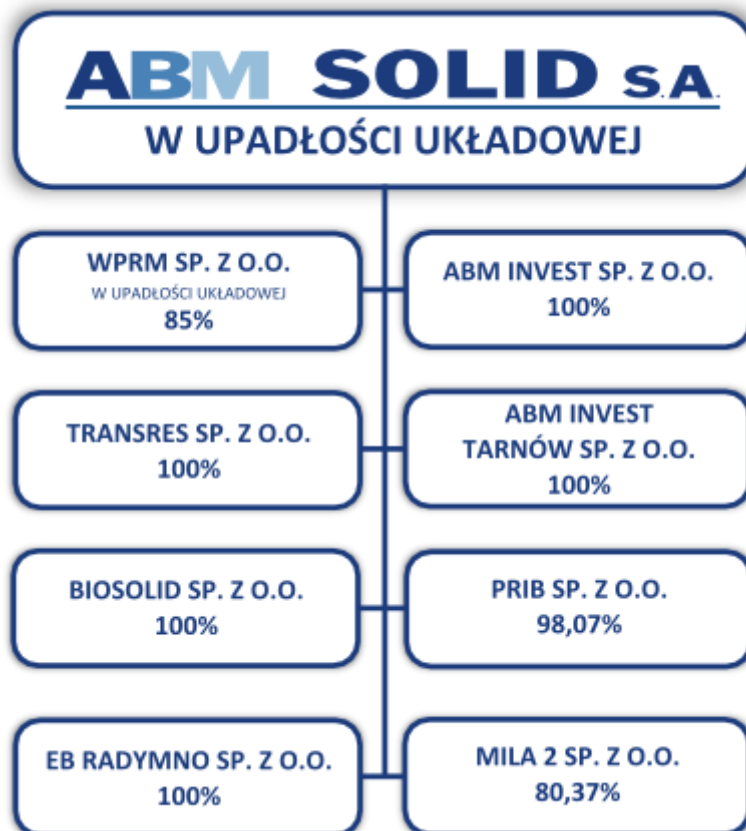 ABM SOLID S.A.
W UPADŁOŚCI UKŁADOWEJ
WPRM SP. Z O.O.
W UPADŁOŚCI UKŁADOWEJ
85%
ABM INVEST SP. Z O.O.
100%
TRANSRES SP. Z O.O.
100%
ABM INVEST
TARNÓW SP. Z O.O.
100%
BIOSOLID SP. Z O.O.
100%
PRIB SP. Z O.O.
98,07%
EB RADYMNO SP. Z O.O.
100%
MILA 2 SP. Z O.O.
80,37%